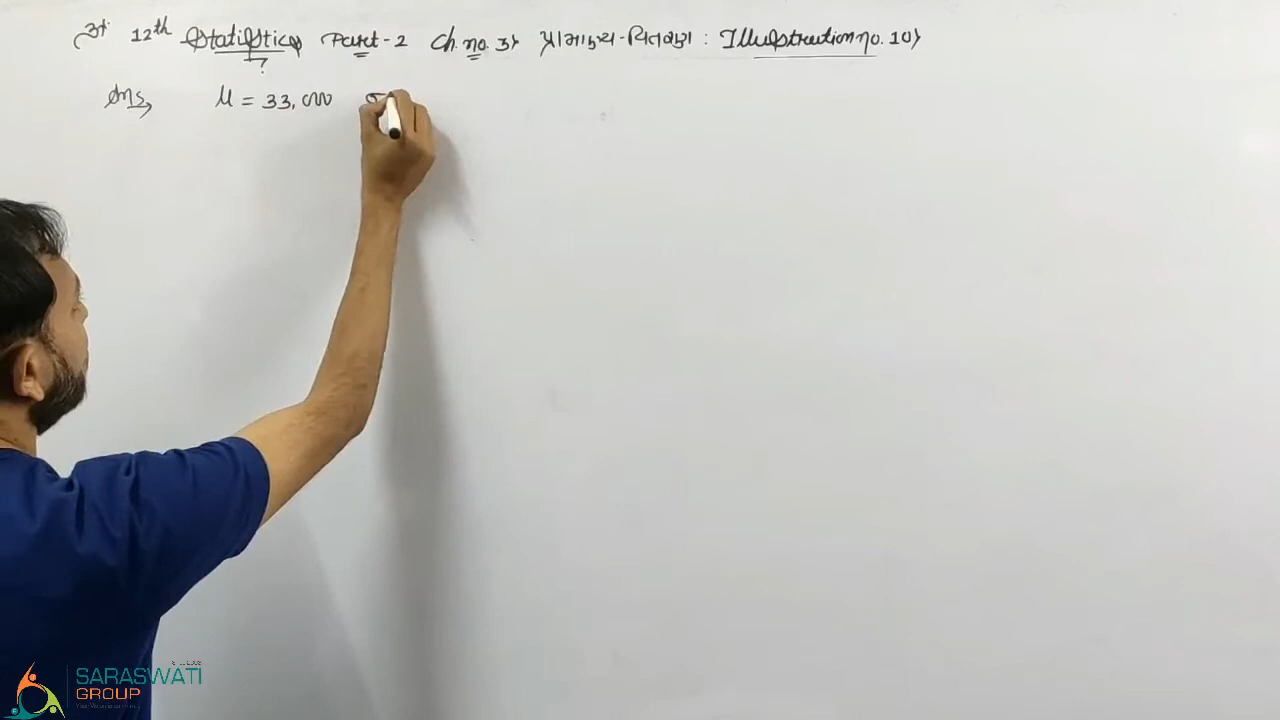 12th Statistics Part-2 Ch. no. 3} પ્રામાણ્ય-વિતરણ : Illustration no. 10}
Ans, μ = 33,000 σ
SARASWATI
GROUP